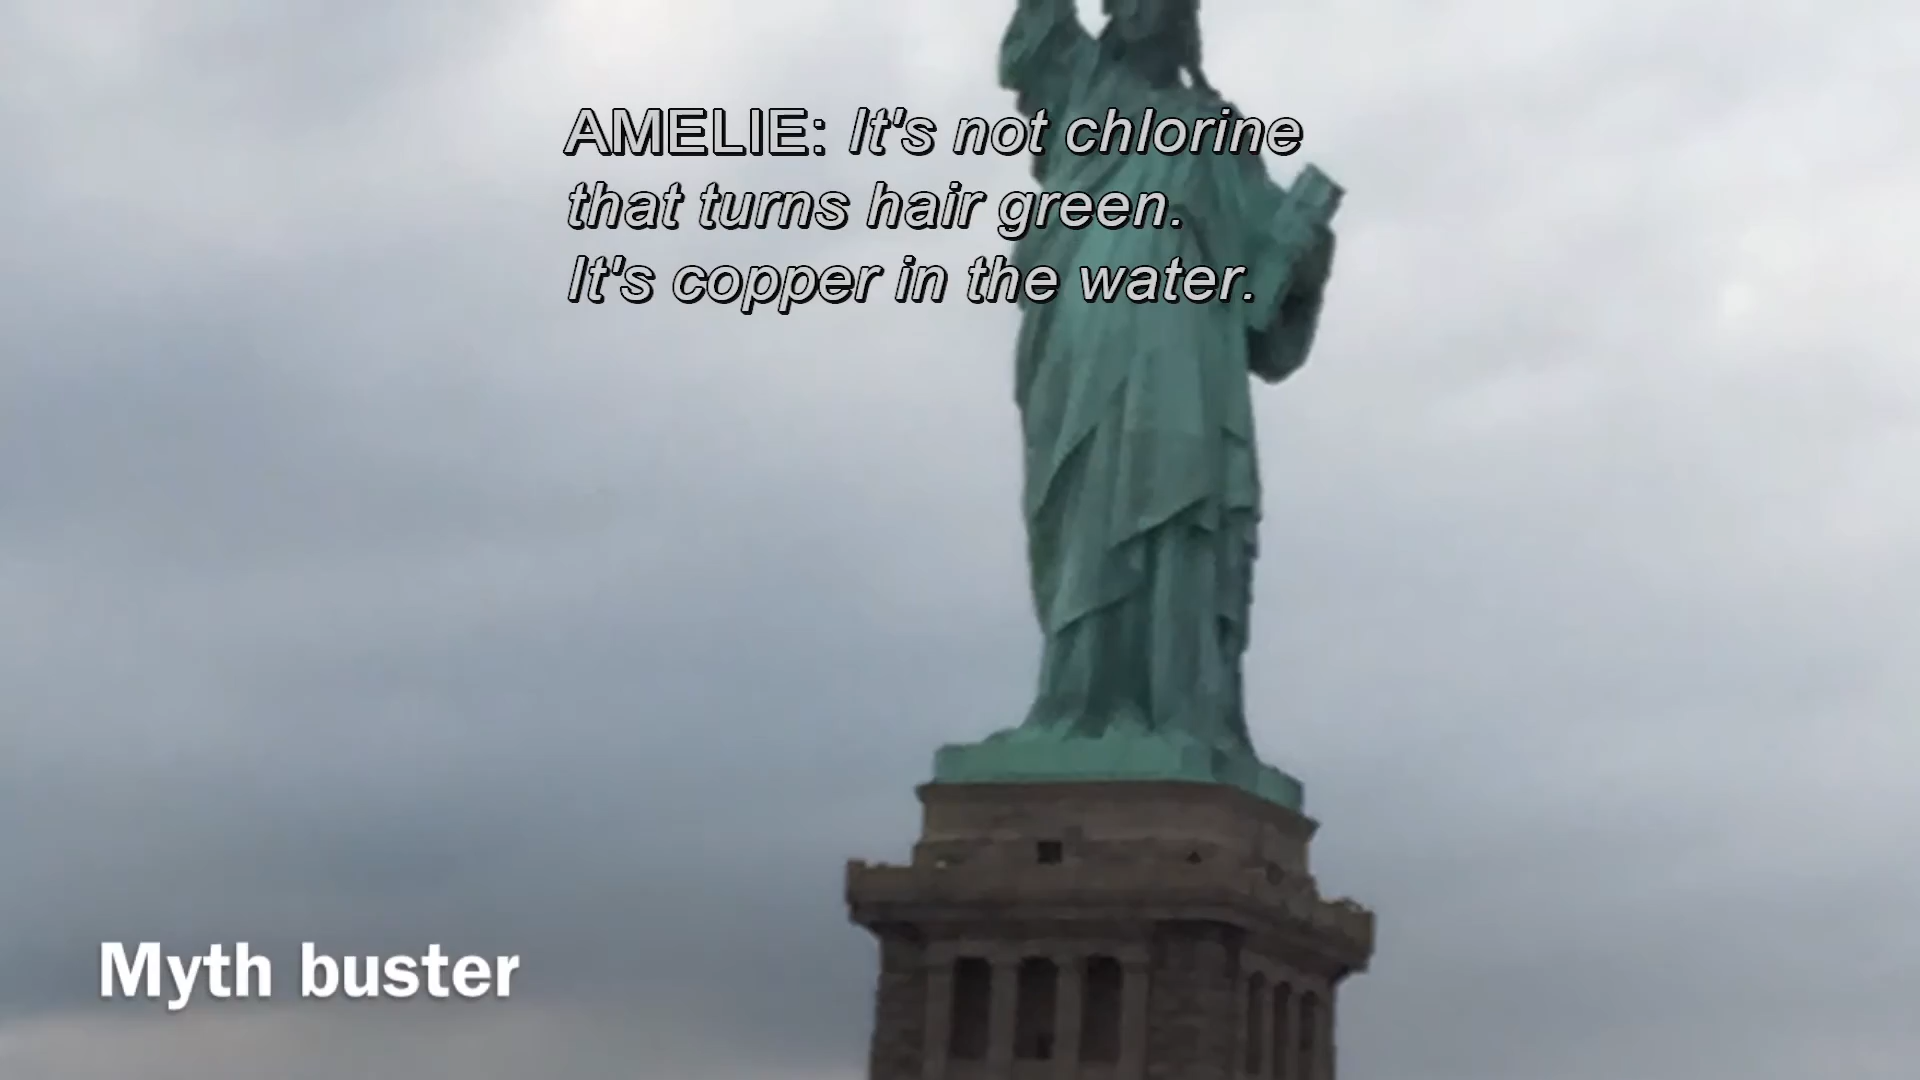 AMELIE: It's not chlorine
that turns hair green.
It's copper in the water.
Myth buster